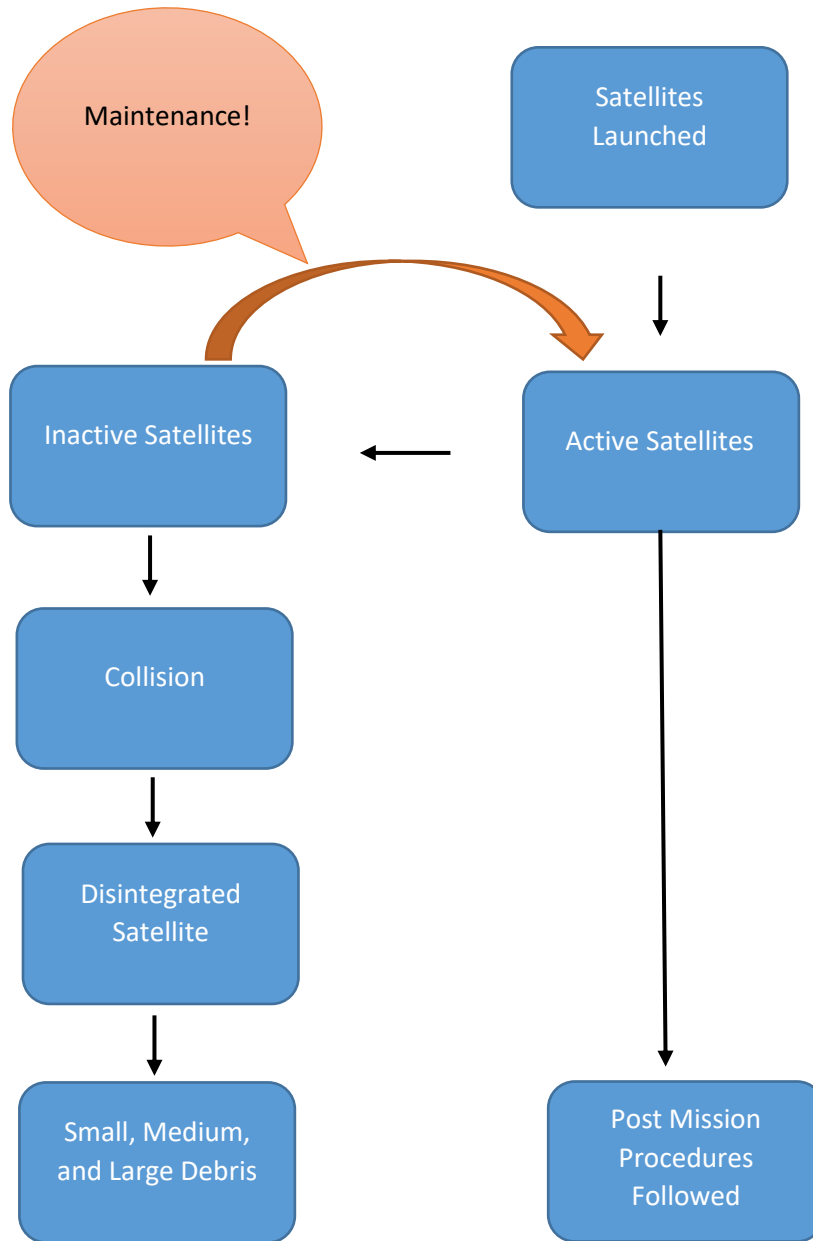 Maintenance!
Satellites
Launched
Inactive Satellites
Active Satellites
Collision
Disintegrated
Satellite
Small, Medium,
and Large Debris
Post Mission
Procedures
Followed